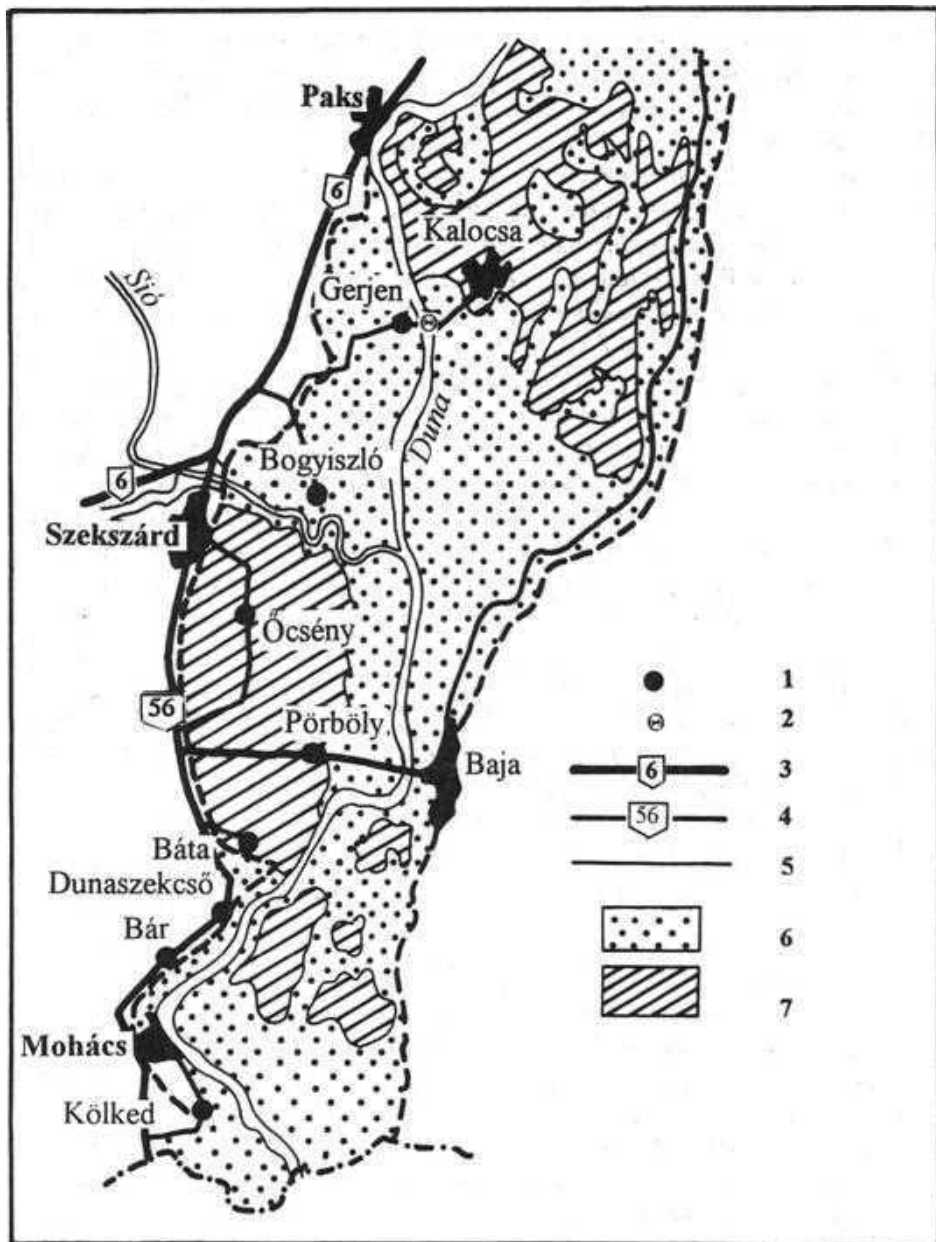 Paks
6
Kalocsa
Gerjen
Sió
Duna
Bogyiszló
6
Szekszárd
Őcsény
1
56
Pörböly
2
Baja
6
3
56
4
Báta
5
Dunaszekcső
Bár
6
7
Mohács
Kölked